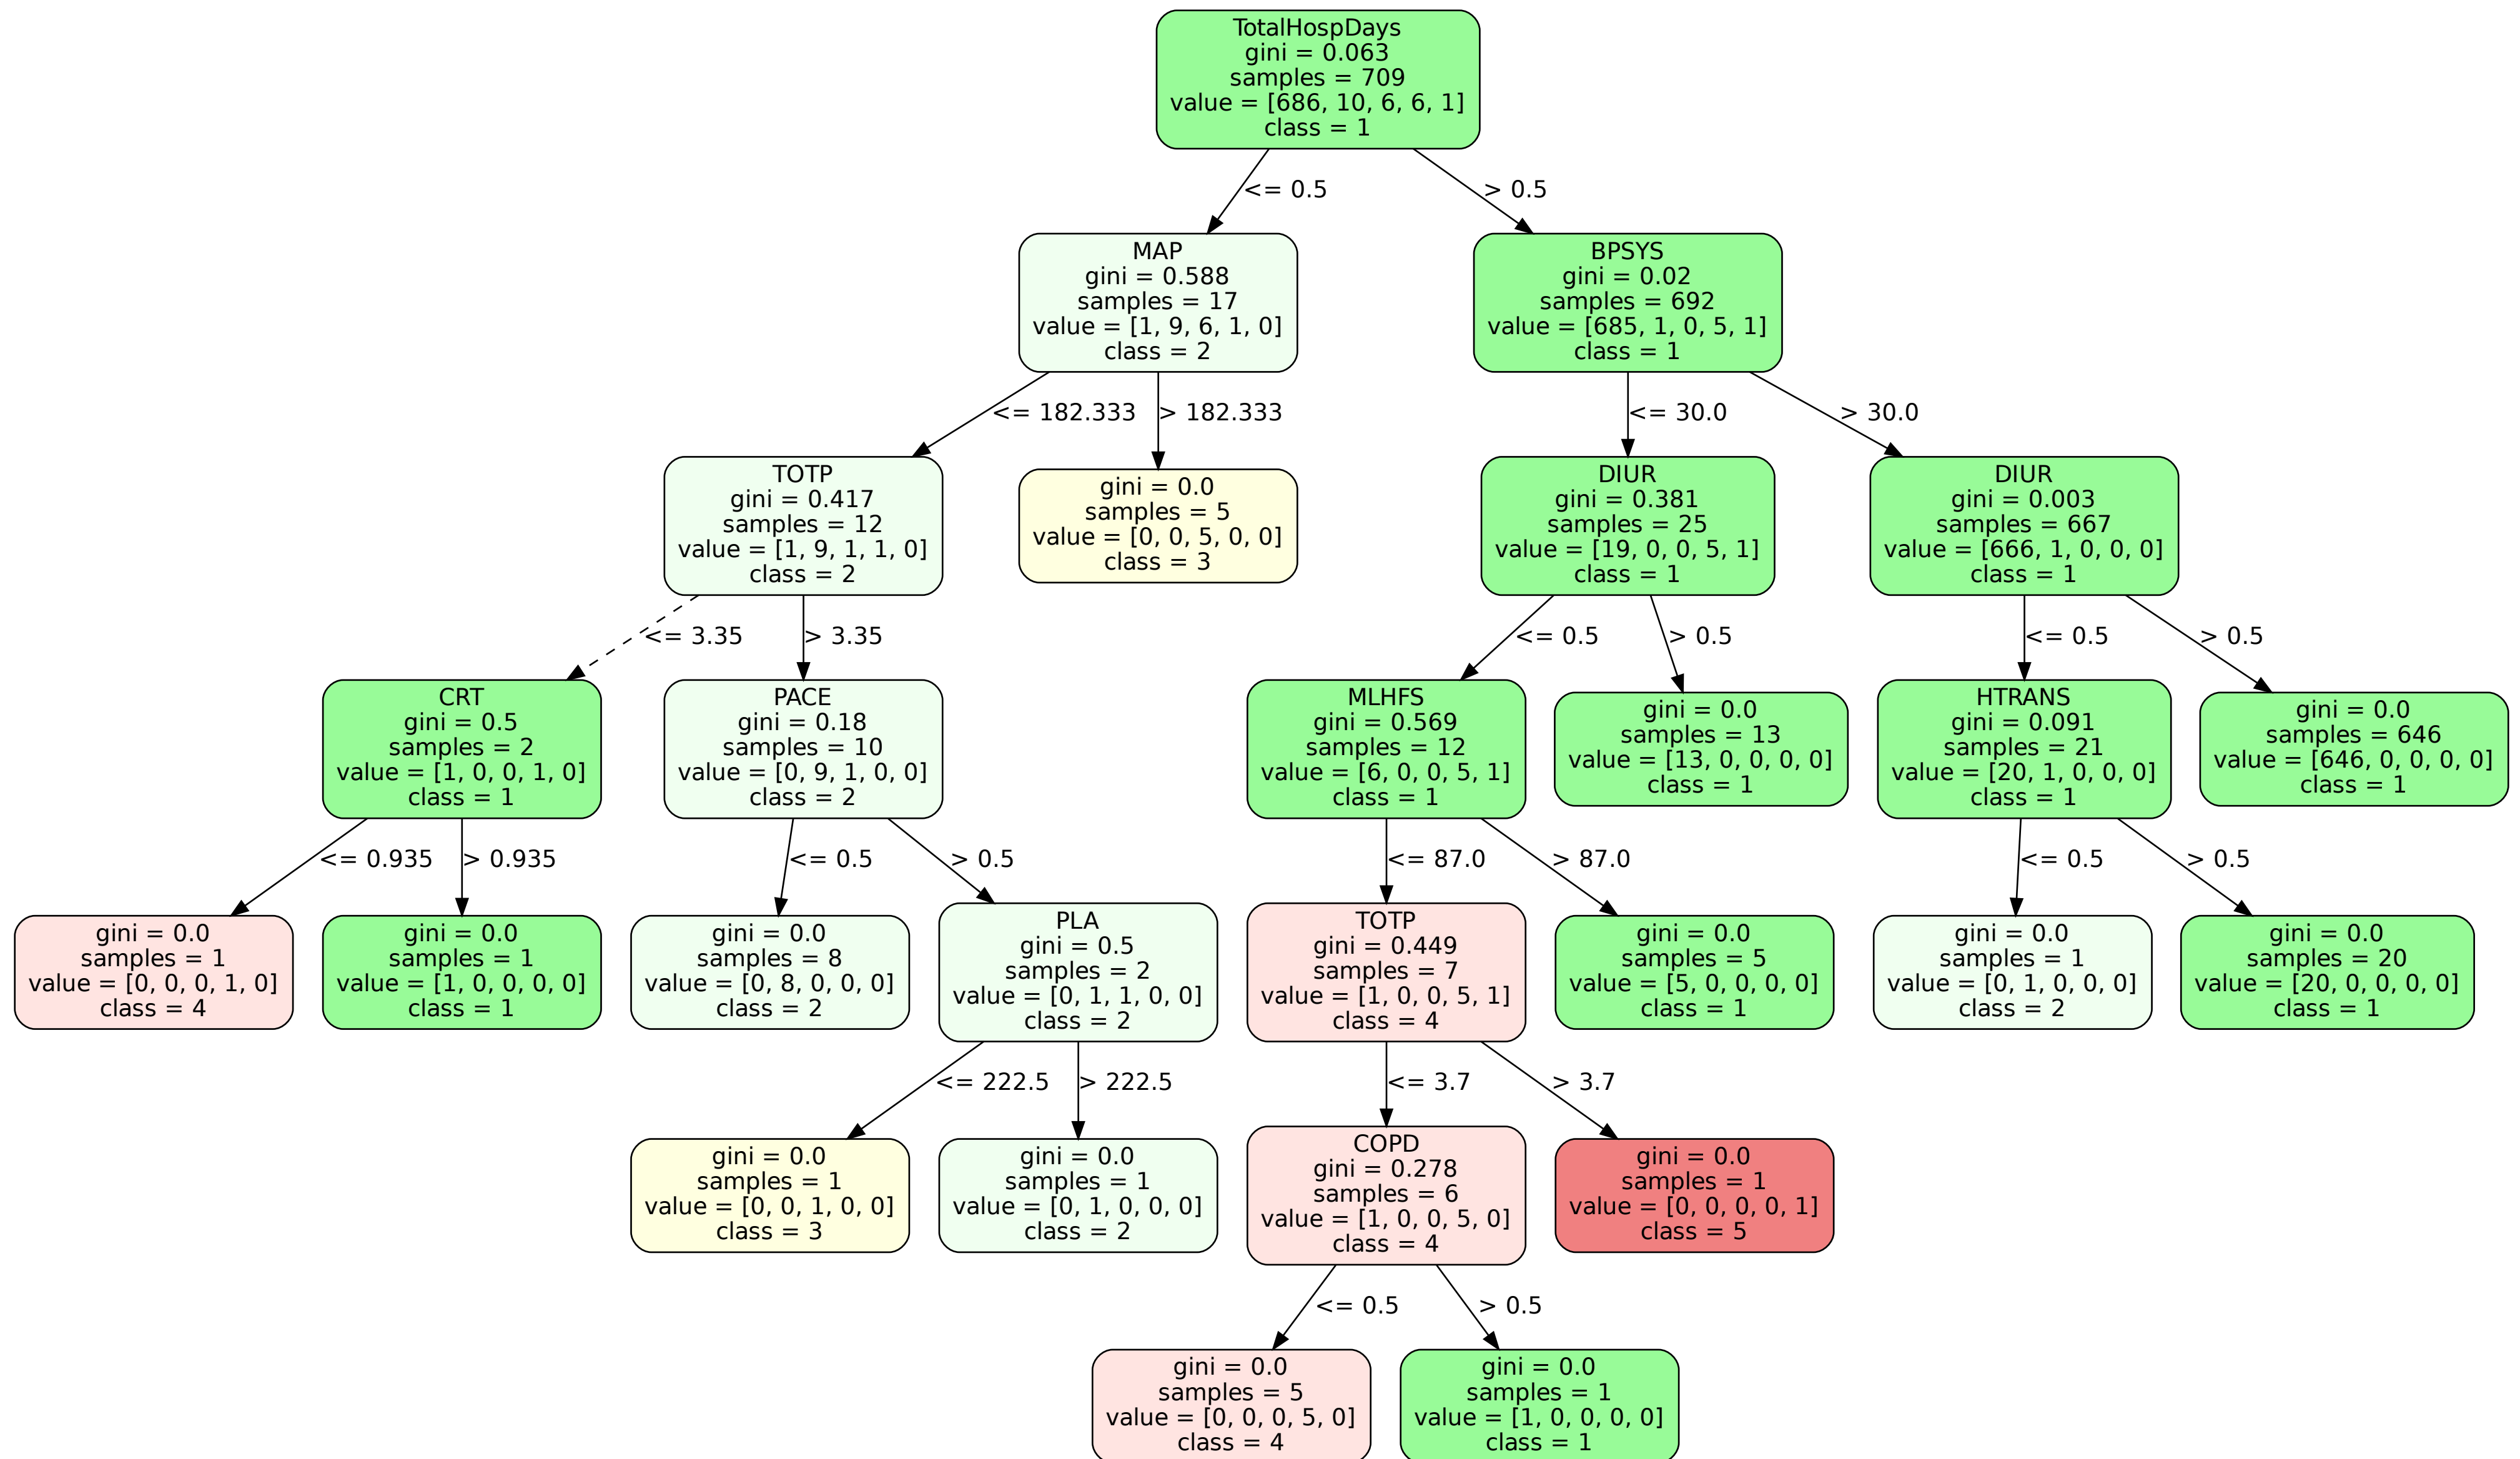 TotalHospDays
gini = 0.063
samples = 709
value = [686, 10, 6, 6, 1]
class = 1
<= 0.5
> 0.5
MAP
gini = 0.588
samples = 17
value = [1, 9, 6, 1, 0]
class = 2
BPSYS
gini = 0.02
samples = 692
value = [685, 1, 0, 5, 1]
class = 1
<= 182.333
> 182.333
<= 30.0
> 30.0
TOTP
gini = 0.417
samples = 12
value = [1, 9, 1, 1, 0]
class = 2
gini = 0.0
samples = 5
value = [0, 0, 5, 0, 0]
class = 3
DIUR
gini = 0.381
samples = 25
value = [19, 0, 0, 5, 1]
class = 1
DIUR
gini = 0.003
samples = 667
value = [666, 1, 0, 0, 0]
class = 1
<= 3.35
> 3.35
<= 0.5
> 0.5
<= 0.5
> 0.5
CRT
gini = 0.5
samples = 2
value = [1, 0, 0, 1, 0]
class = 1
PACE
gini = 0.18
samples = 10
value = [0, 9, 1, 0, 0]
class = 2
MLHFS
gini = 0.569
samples = 12
value = [6, 0, 0, 5, 1]
class = 1
gini = 0.0
samples = 13
value = [13, 0, 0, 0, 0]
class = 1
HTRANS
gini = 0.091
samples = 21
value = [20, 1, 0, 0, 0]
class = 1
gini = 0.0
samples = 646
value = [646, 0, 0, 0, 0]
class = 1
<= 0.935
> 0.935
<= 0.5
> 0.5
<= 87.0
> 87.0
<= 0.5
> 0.5
gini = 0.0
samples = 1
value = [0, 0, 0, 1, 0]
class = 4
gini = 0.0
samples = 1
value = [1, 0, 0, 0, 0]
class = 1
gini = 0.0
samples = 8
value = [0, 8, 0, 0, 0]
class = 2
PLA
gini = 0.5
samples = 2
value = [0, 1, 1, 0, 0]
class = 2
TOTP
gini = 0.449
samples = 7
value = [1, 0, 0, 5, 1]
class = 4
gini = 0.0
samples = 5
value = [5, 0, 0, 0, 0]
class = 1
gini = 0.0
samples = 1
value = [0, 1, 0, 0, 0]
class = 2
gini = 0.0
samples = 20
value = [20, 0, 0, 0, 0]
class = 1
<= 222.5
> 222.5
<= 3.7
> 3.7
gini = 0.0
samples = 1
value = [0, 0, 1, 0, 0]
class = 3
gini = 0.0
samples = 1
value = [0, 1, 0, 0, 0]
class = 2
COPD
gini = 0.278
samples = 6
value = [1, 0, 0, 5, 0]
class = 4
gini = 0.0
samples = 1
value = [0, 0, 0, 0, 1]
class = 5
<= 0.5
> 0.5
gini = 0.0
samples = 5
value = [0, 0, 0, 5, 0]
class = 4
gini = 0.0
samples = 1
value = [1, 0, 0, 0, 0]
class = 1